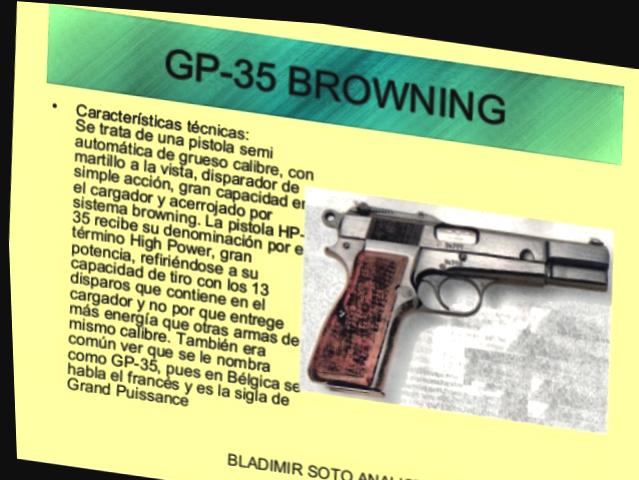 GP-35 BROWNING
• Características técnicas:
Se trata de una pistola semi
automática de grueso calibre, con
martillo a la vista, disparador de
simple acción, gran capacidad en
el cargador y acerrojado por
sistema browning. La pistola HP-
35 recibe su denominación por e
término High Power, gran
potencia, refiriéndose a su
capacidad de tiro con los 13
disparos que contiene en el
cargador y no por que entregue
más energía que otras armas de
mismo calibre. También era
común ver que se le nombra
como GP-35, pues en Bélgica se
habla el francés y es la sigla de
Grand Puissance
BLADIMIR SOTO